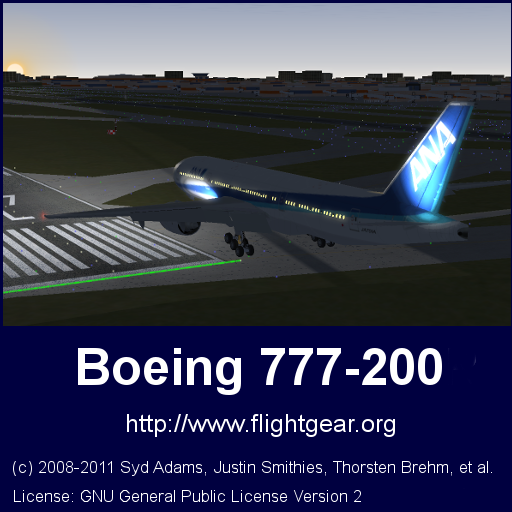 ANA
Boeing 777-200
http://www.flightgear.org
(c) 2008-2011 Syd Adams, Justin Smithies, Thorsten Brehm, et al.
License: GNU General Public License Version 2